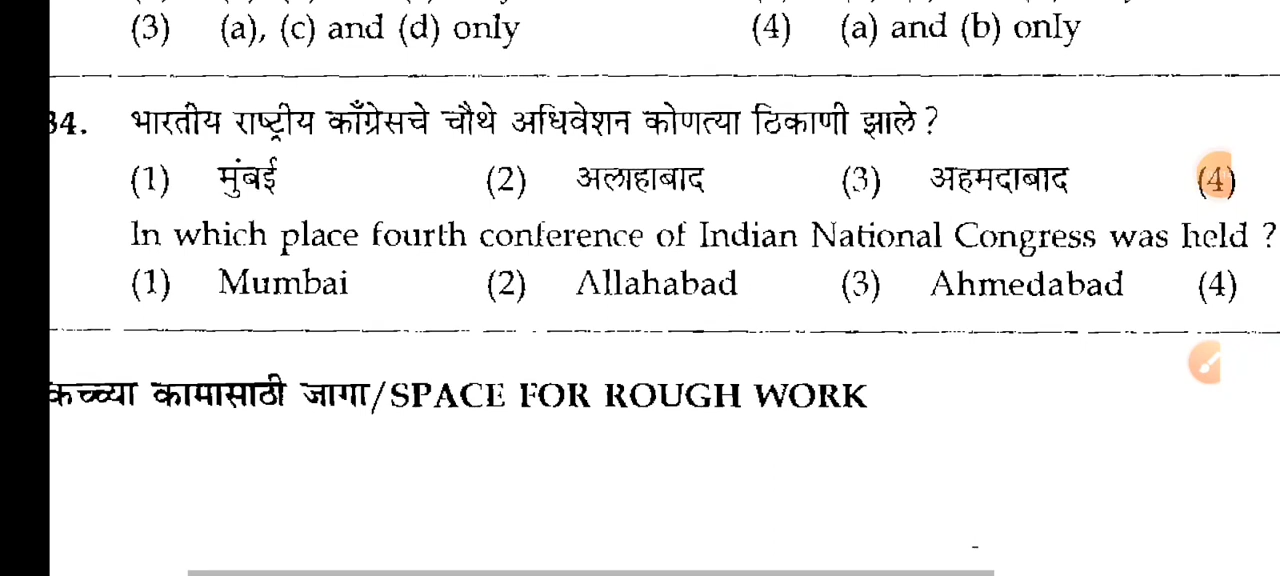 (3) (a), (c) and (d) only (4) (a) and (b) only
34. भारतीय राष्ट्रीय काँग्रेसचे चौथे अधिवेशन कोणत्या ठिकाणी झाले ?
(1) मुंबई (2) अलाहाबाद (3) अहमदाबाद (4)
In which place fourth conference of Indian National Congress was held ?
(1) Mumbai (2) Allahabad (3) Ahmedabad (4)
कच्च्या कामासाठी जागा/SPACE FOR ROUGH WORK